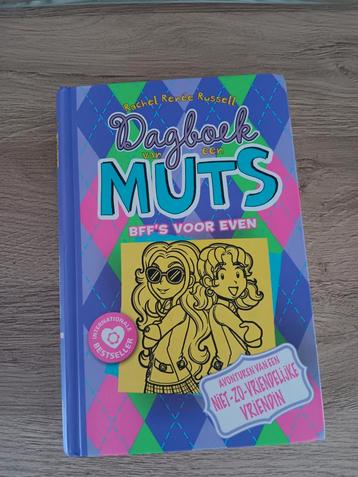 Rachel Renée Russell
Dagboek
van een
MUTS
BFF'S VOOR EVEN
INTERNATIONALE
BESTSELLER
AVONTUREN VAN EEN
NIET-ZO-VRIENDELIJKE
VRIENDIN